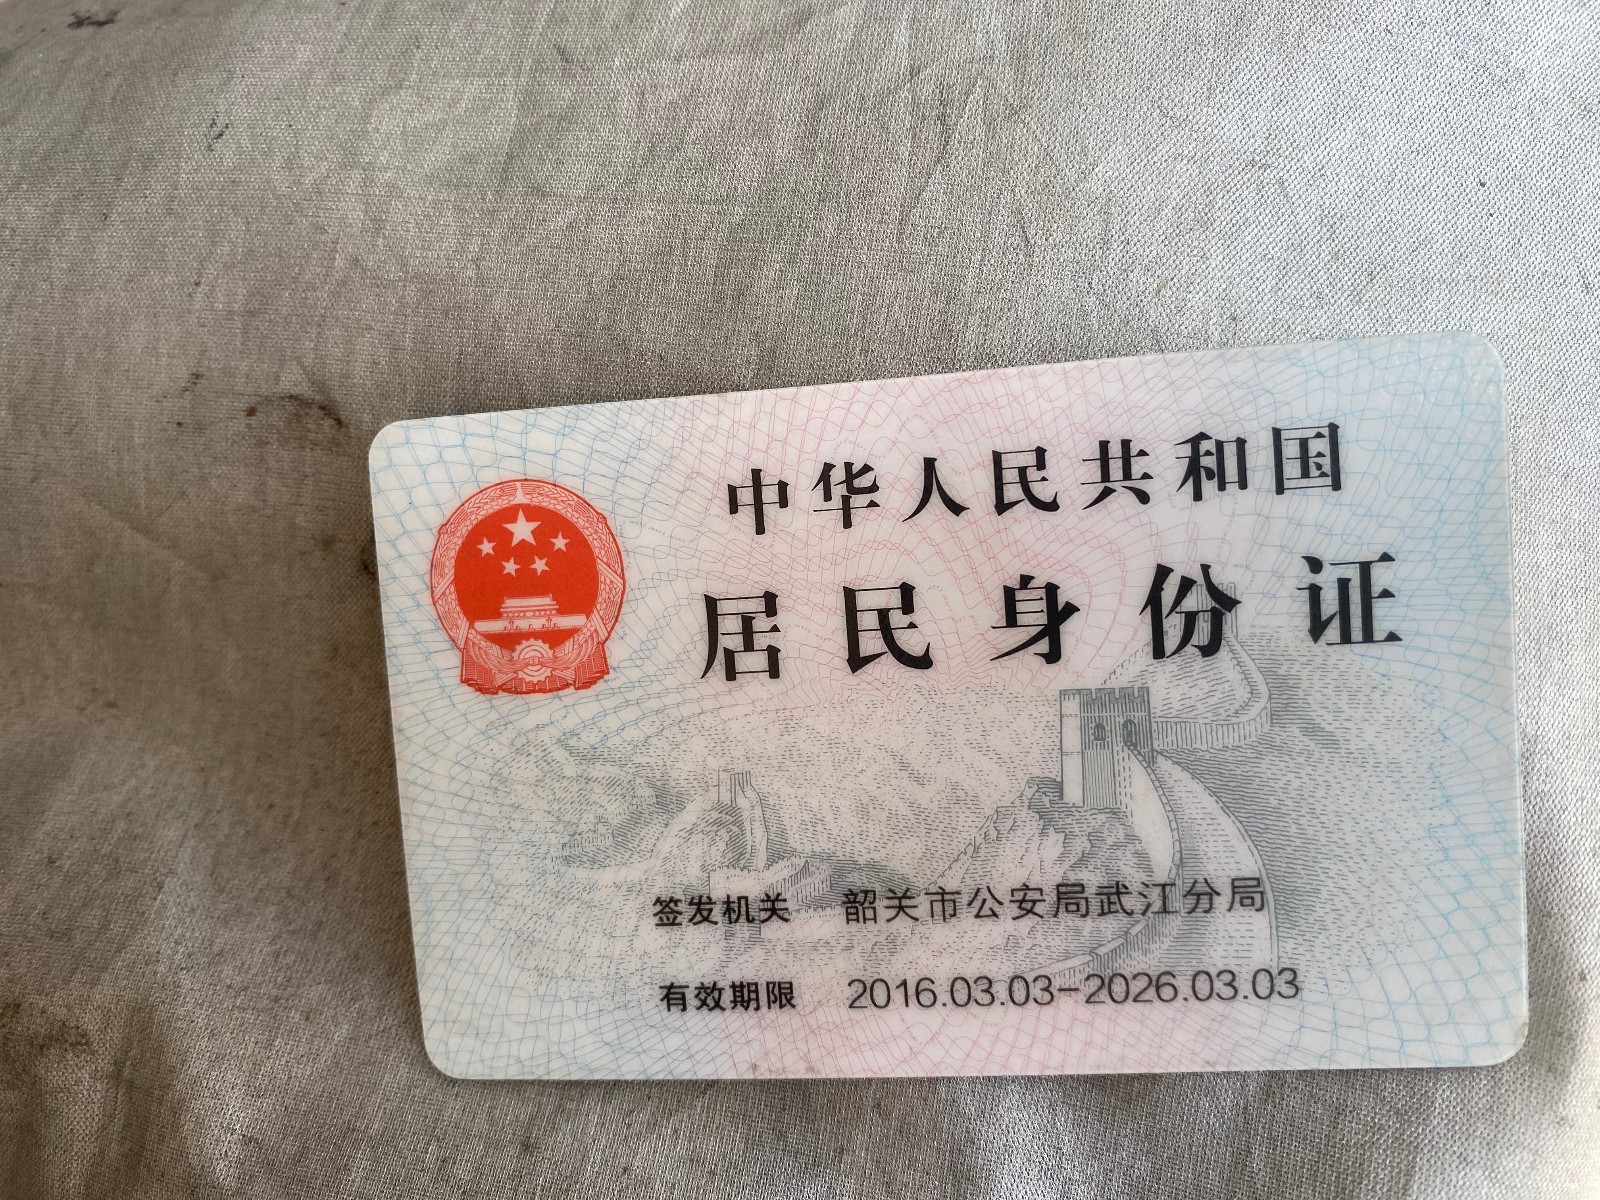 中华人民共和国
居民身份证
签发机关 韶关市公安局武江分局
有效期限 2016.03.03-2026.03.03